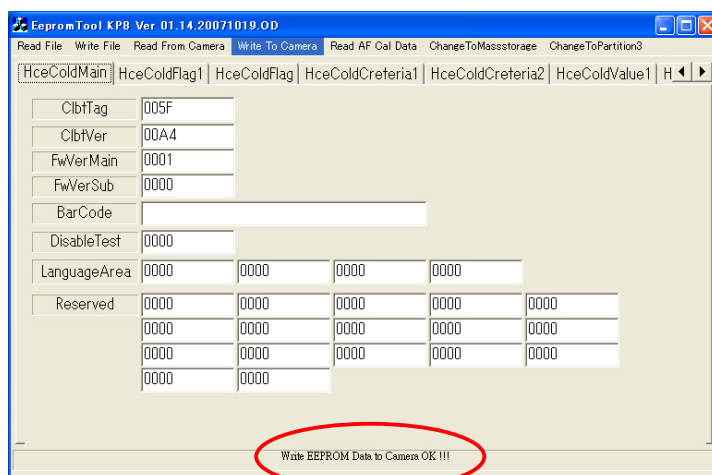 EepromTool KP8 Ver 01.14.20071019.OD
Read File Write File Read From Camera Write To Camera Read AF Cal Data ChangeToMassstorage ChangeToPartition3
HceColdMain HceColdFlag1 HceColdFlag HceColdCreteria1 HceColdCreteria2 HceColdValue1 H
ClbtTag 005F
ClbtVer 00A4
FwVerMain 0001
FwVerSub 0000
BarCode
DisableTest 0000
LanguageArea 0000 0000 0000 0000
Reserved 0000 0000 0000 0000 0000
0000 0000 0000 0000 0000
0000 0000 0000 0000 0000
0000 0000
Write EEPROM Data to Camera OK !!!